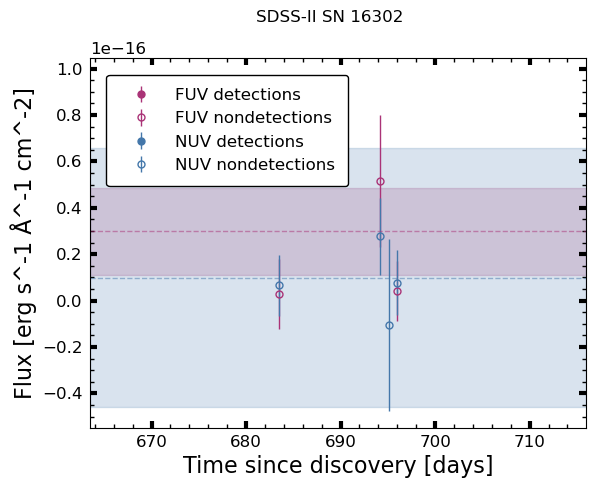 SDSS-II SN 16302
1e−16
FUV detections
FUV nondetections
NUV detections
NUV nondetections
1.0
0.8
0.6
0.4
0.2
0.0
−0.2
−0.4
Flux [erg s^-1 Å^-1 cm^-2]
670 680 690 700 710
Time since discovery [days]